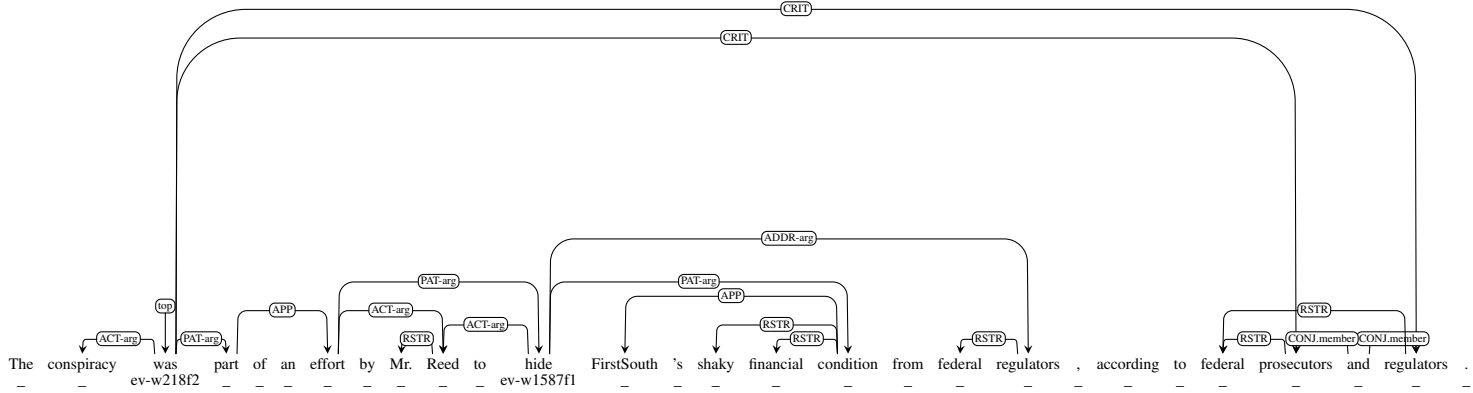 CRIT
CRIT
ADDR-arg
PAT-arg PAT-arg
APP
top APP ACT-arg RSTR
ACT-arg RSTR
ACT-arg PAT-arg RSTR RSTR RSTR RSTR CONJ.member CONJ.member
The conspiracy was part of an effort by Mr. Reed to hide FirstSouth 's shaky financial condition from federal regulators , according to federal prosecutors and regulators .
_ _ ev-w218f2 _ _ _ _ _ _ _ _ ev-w1587f1 _ _ _ _ _ _ _ _ _ _ _ _ _ _ _ _